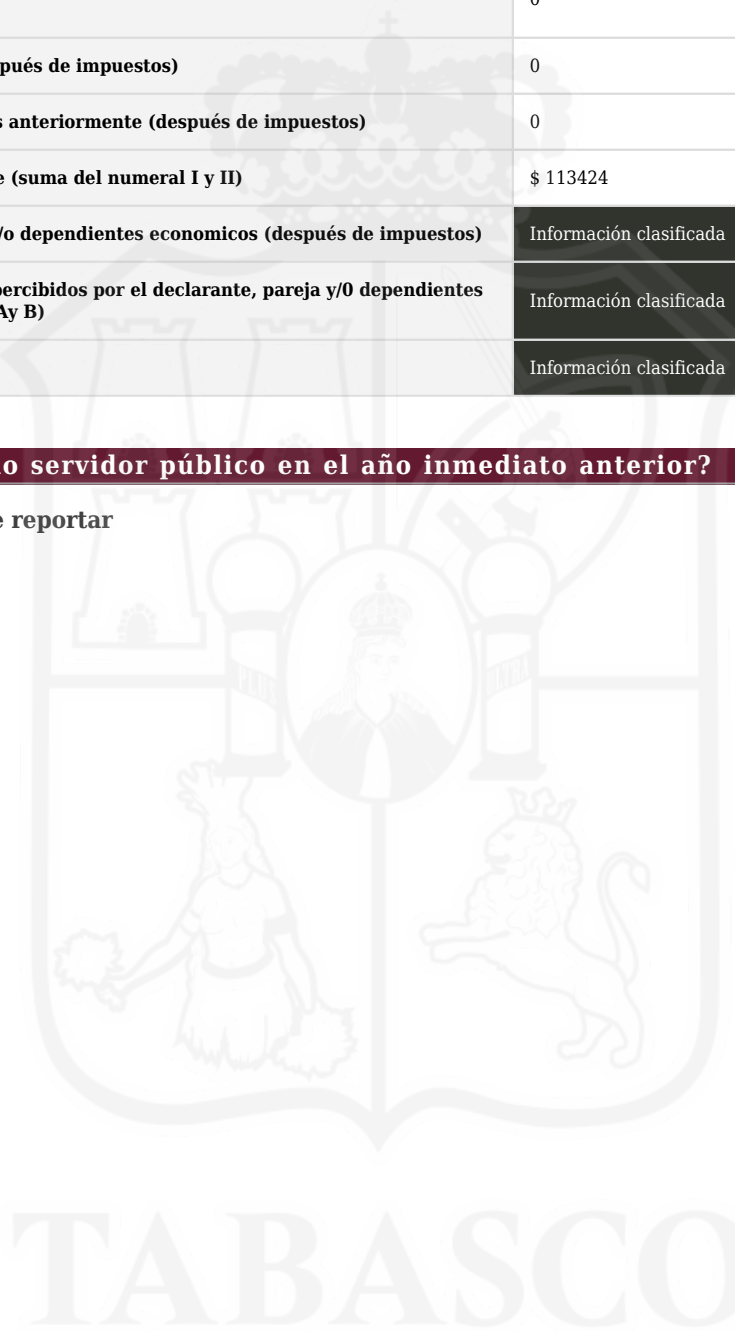 0
pués de impuestos)
0
s anteriormente (después de impuestos)
0
e (suma del numeral I y II)
$ 113424
/o dependientes economicos (después de impuestos)
Información clasificada
percibidos por el declarante, pareja y/0 dependientes
Ay B)
Información clasificada
Información clasificada
o servidor público en el año inmediato anterior?
e reportar
PLUS
ULTRA
TABASCO